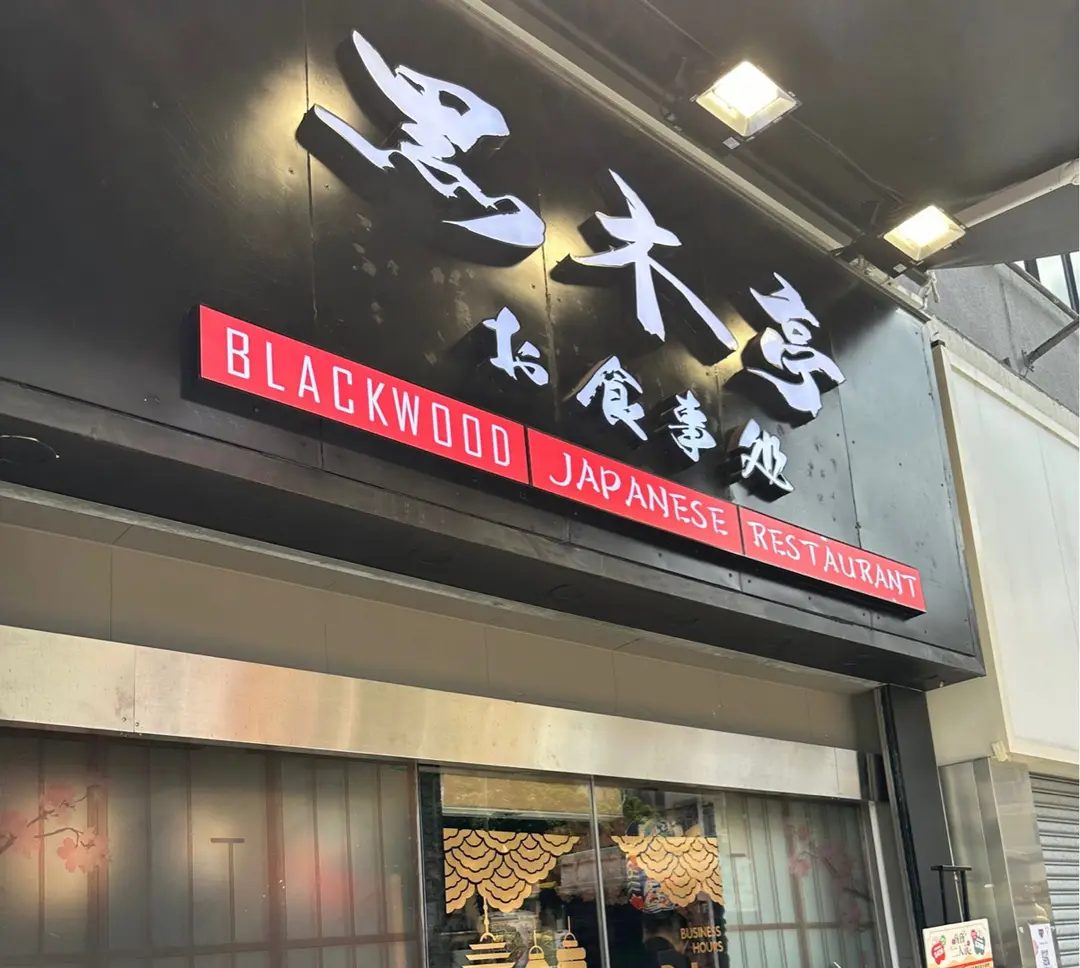 黒木亭
お食事処
BLACKWOOD JAPANESE RESTAURANT
BUSINESS
HOURS